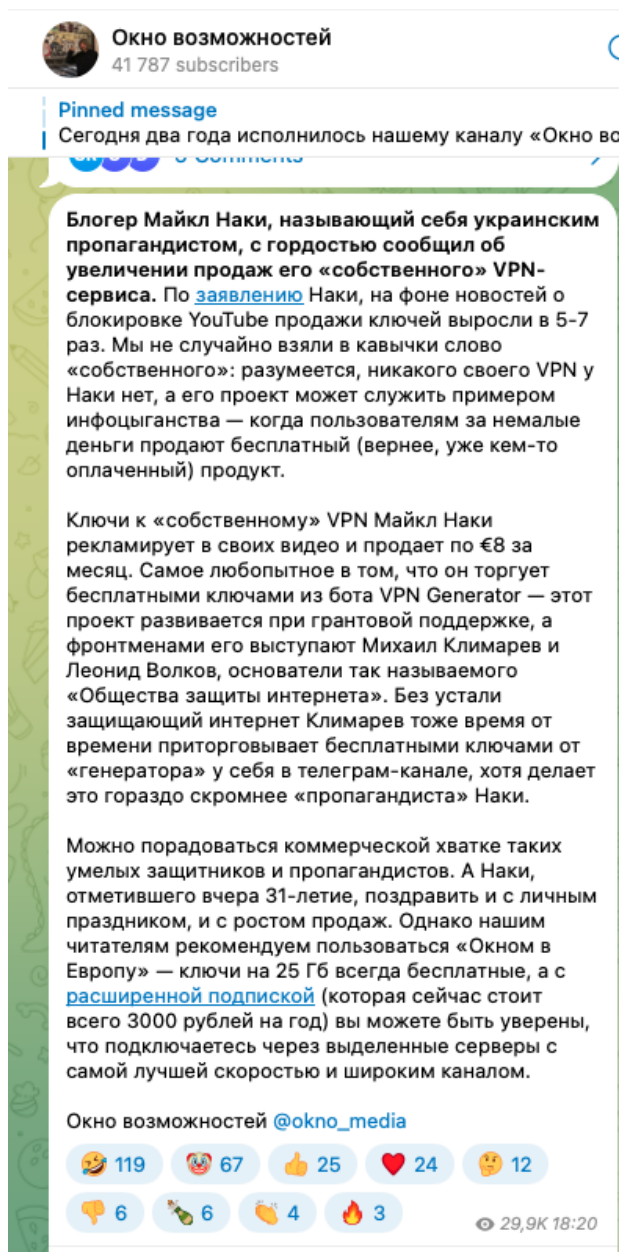 Окно возможностей
41 787 subscribers
Pinned message
Сегодня два года исполнилось нашему каналу «Окно во
Comments
Блогер Майкл Наки, называющий себя украинским
пропагандистом, с гордостью сообщил об
увеличении продаж его «собственного» VPN-
сервиса. По заявлению Наки, на фоне новостей о
блокировке YouTube продажи ключей выросли в 5-7
раз. Мы не случайно взяли в кавычки слово
«собственного»: разумеется, никакого своего VPN у
Наки нет, а его проект может служить примером
инфоцыганства — когда пользователям за немалые
деньги продают бесплатный (вернее, уже кем-то
оплаченный) продукт.
Ключи к «собственному» VPN Майкл Наки
рекламирует в своих видео и продает по €8 за
месяц. Самое любопытное в том, что он торгует
бесплатными ключами из бота VPN Generator — этот
проект развивается при грантовой поддержке, а
фронтменами его выступают Михаил Климарев и
Леонид Волков, основатели так называемого
«Общества защиты интернета». Без устали
защищающий интернет Климарев тоже время от
времени приторговывает бесплатными ключами от
«генератора» у себя в телеграм-канале, хотя делает
это гораздо скромнее «пропагандиста» Наки.
Можно порадоваться коммерческой хватке таких
умелых защитников и пропагандистов. А Наки,
отметившего вчера 31-летие, поздравить и с личным
праздником, и с ростом продаж. Однако нашим
читателям рекомендуем пользоваться «Окном в
Европу» — ключи на 25 Гб всегда бесплатные, а с
расширенной подпиской (которая сейчас стоит
всего 3000 рублей на год) вы можете быть уверены,
что подключаетесь через выделенные серверы с
самой лучшей скоростью и широким каналом.
Окно возможностей @okno_media
119 67 25 24 12
6 6 4 3
29,9K 18:20